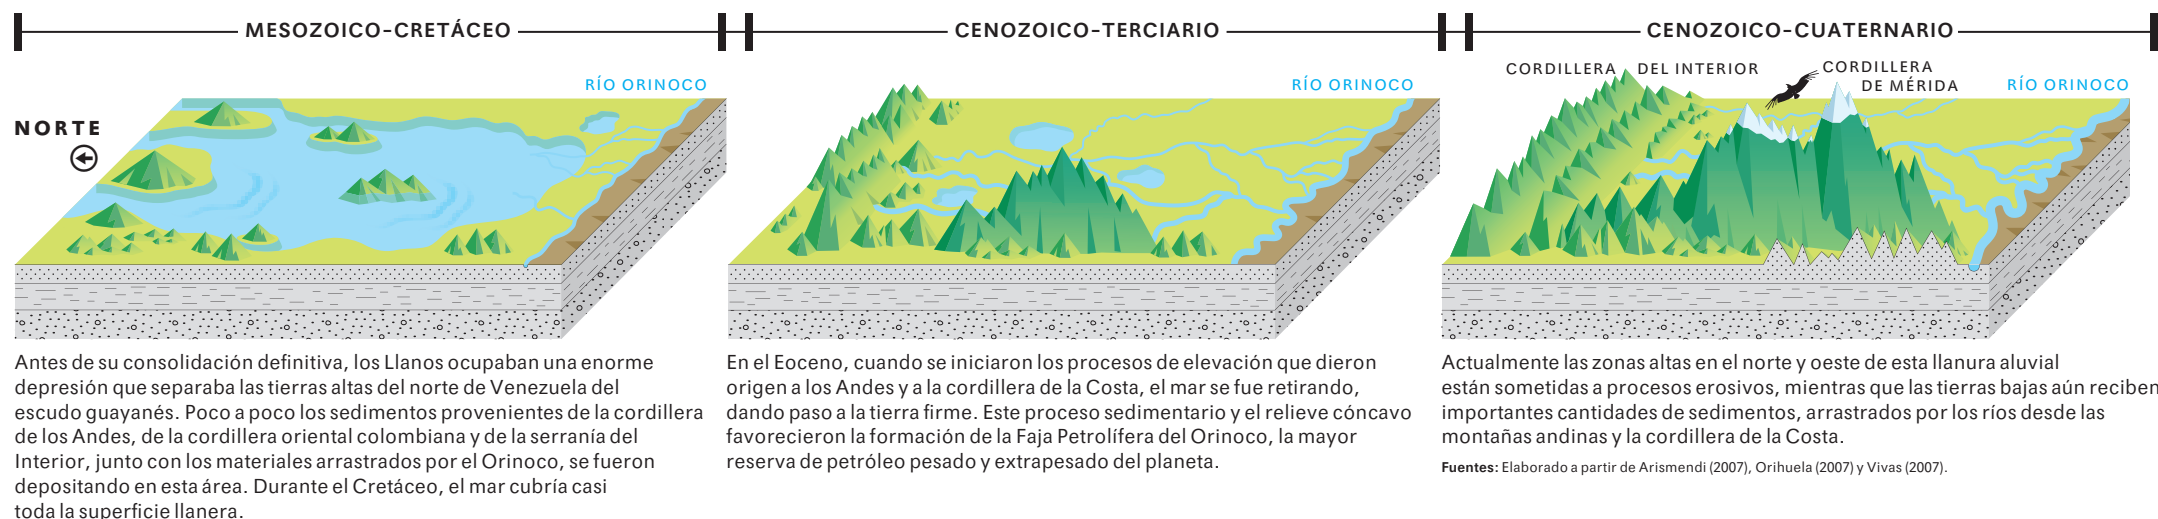 MESOZOICO-CRETÁCEO
RÍO ORINOCO
NORTE
Antes de su consolidación definitiva, los Llanos ocupaban una enorme
depresión que separaba las tierras altas del norte de Venezuela del
escudo guayanés. Poco a poco los sedimentos provenientes de la cordillera
de los Andes, de la cordillera oriental colombiana y de la serranía del
Interior, junto con los materiales arrastrados por el Orinoco, se fueron
depositando en esta área. Durante el Cretáceo, el mar cubría casi
toda la superficie llanera.
CENOZOICO-TERCIARIO
RÍO ORINOCO
En el Eoceno, cuando se iniciaron los procesos de elevación que dieron
origen a los Andes y a la cordillera de la Costa, el mar se fue retirando,
dando paso a la tierra firme. Este proceso sedimentario y el relieve cóncavo
favorecieron la formación de la Faja Petrolífera del Orinoco, la mayor
reserva de petróleo pesado y extrapesado del planeta.
CENOZOICO-CUATERNARIO
CORDILLERA DEL INTERIOR
CORDILLERA
DE MÉRIDA
RÍO ORINOCO
Actualmente las zonas altas en el norte y oeste de esta llanura aluvial
están sometidas a procesos erosivos, mientras que las tierras bajas aún reciben
importantes cantidades de sedimentos, arrastrados por los ríos desde las
montañas andinas y la cordillera de la Costa.
Fuentes: Elaborado a partir de Arismendi (2007), Orihuela (2007) y Vivas (2007).